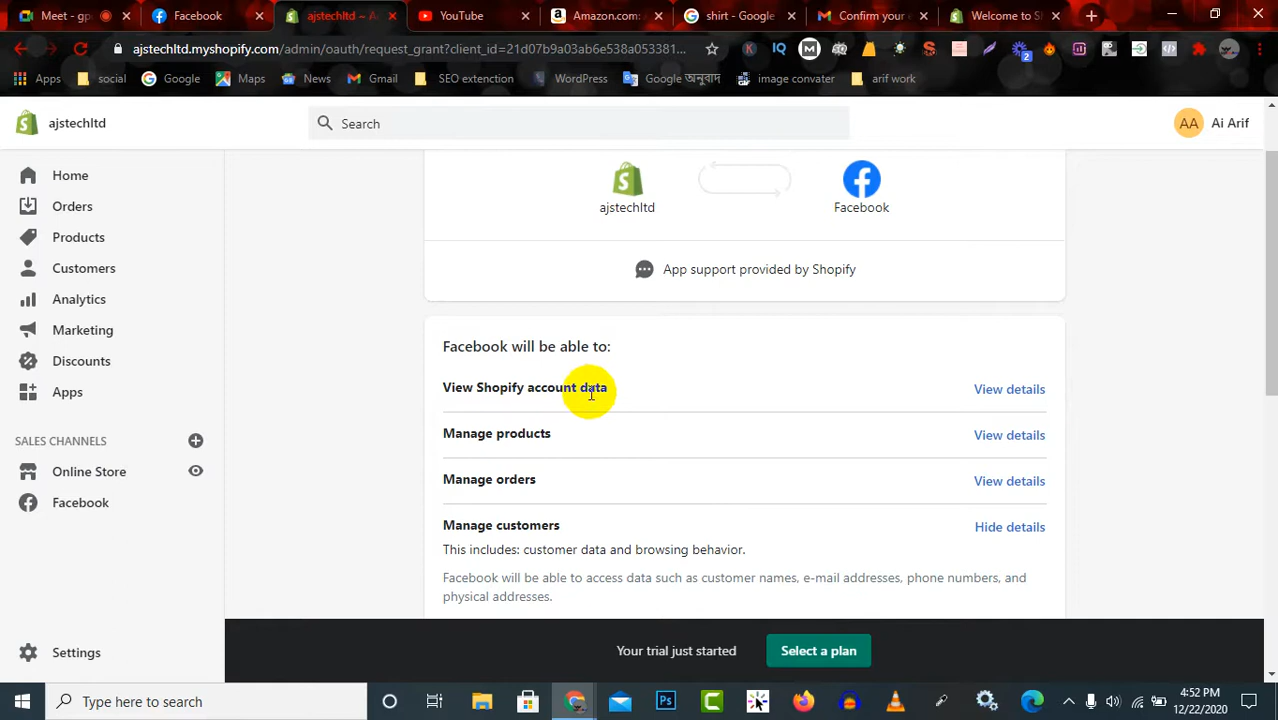 Meet - gp
Facebook
ajstechltd ~ A
YouTube
Amazon.com:
shirt - Google
Confirm your e
Welcome to Sh
ajstechltd.myshopify.com/admin/oauth/request_grant?client_id=21d07b9a03ab6e538a053381...
Apps
social
Google
Maps
News
Gmail
SEO extenction
WordPress
Google অনুবাদ
image convater
arif work
ajstechltd
Search
AA
Ai Arif
Home
Orders
Products
Customers
Analytics
Marketing
Discounts
Apps
SALES CHANNELS
Online Store
Facebook
Settings
ajstechltd
Facebook
App support provided by Shopify
Facebook will be able to:
View Shopify account data
View details
Manage products
View details
Manage orders
View details
Manage customers
Hide details
This includes: customer data and browsing behavior.
Facebook will be able to access data such as customer names, e-mail addresses, phone numbers, and
physical addresses.
Your trial just started
Select a plan
Type here to search
4:52 PM
12/22/2020